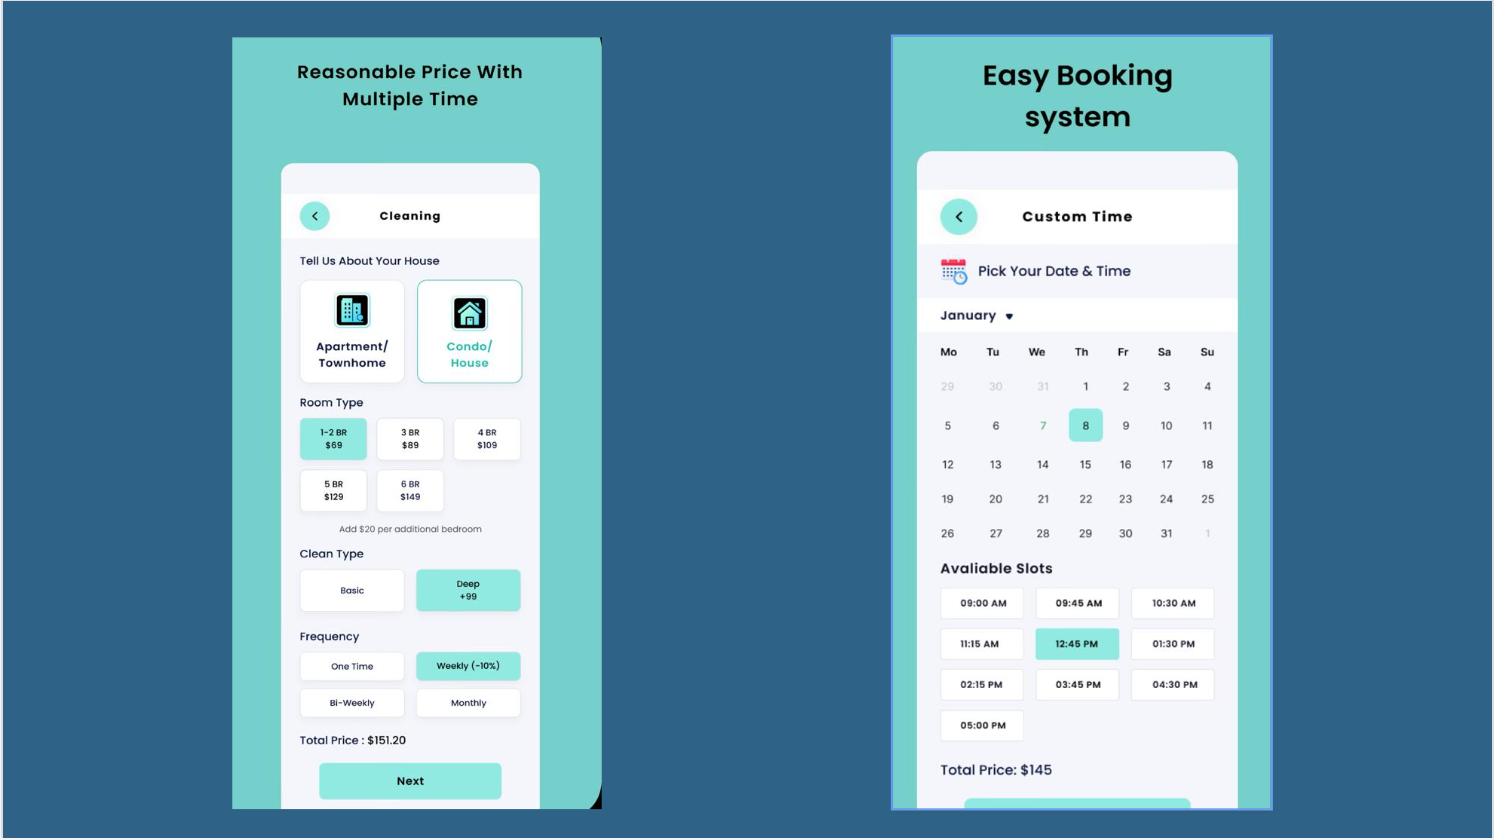 Reasonable Price With
Multiple Time
Cleaning
Tell Us About Your House
Apartment/
Townhome
Condo/
House
Room Type
1-2 BR
$69
3 BR
$89
4 BR
$109
5 BR
$129
6 BR
$149
Add $20 per additional bedroom
Clean Type
Basic
Deep
+99
Frequency
One Time
Weekly (-10%)
Bi-Weekly
Monthly
Total Price : $151.20
Next
Easy Booking
system
Custom Time
Pick Your Date & Time
January
Mo Tu We Th Fr Sa Su
29 30 31 1 2 3 4
5 6 7 8 9 10 11
12 13 14 15 16 17 18
19 20 21 22 23 24 25
26 27 28 29 30 31 1
Avaliable Slots
09:00 AM 09:45 AM 10:30 AM
11:15 AM 12:45 PM 01:30 PM
02:15 PM 03:45 PM 04:30 PM
05:00 PM
Total Price: $145